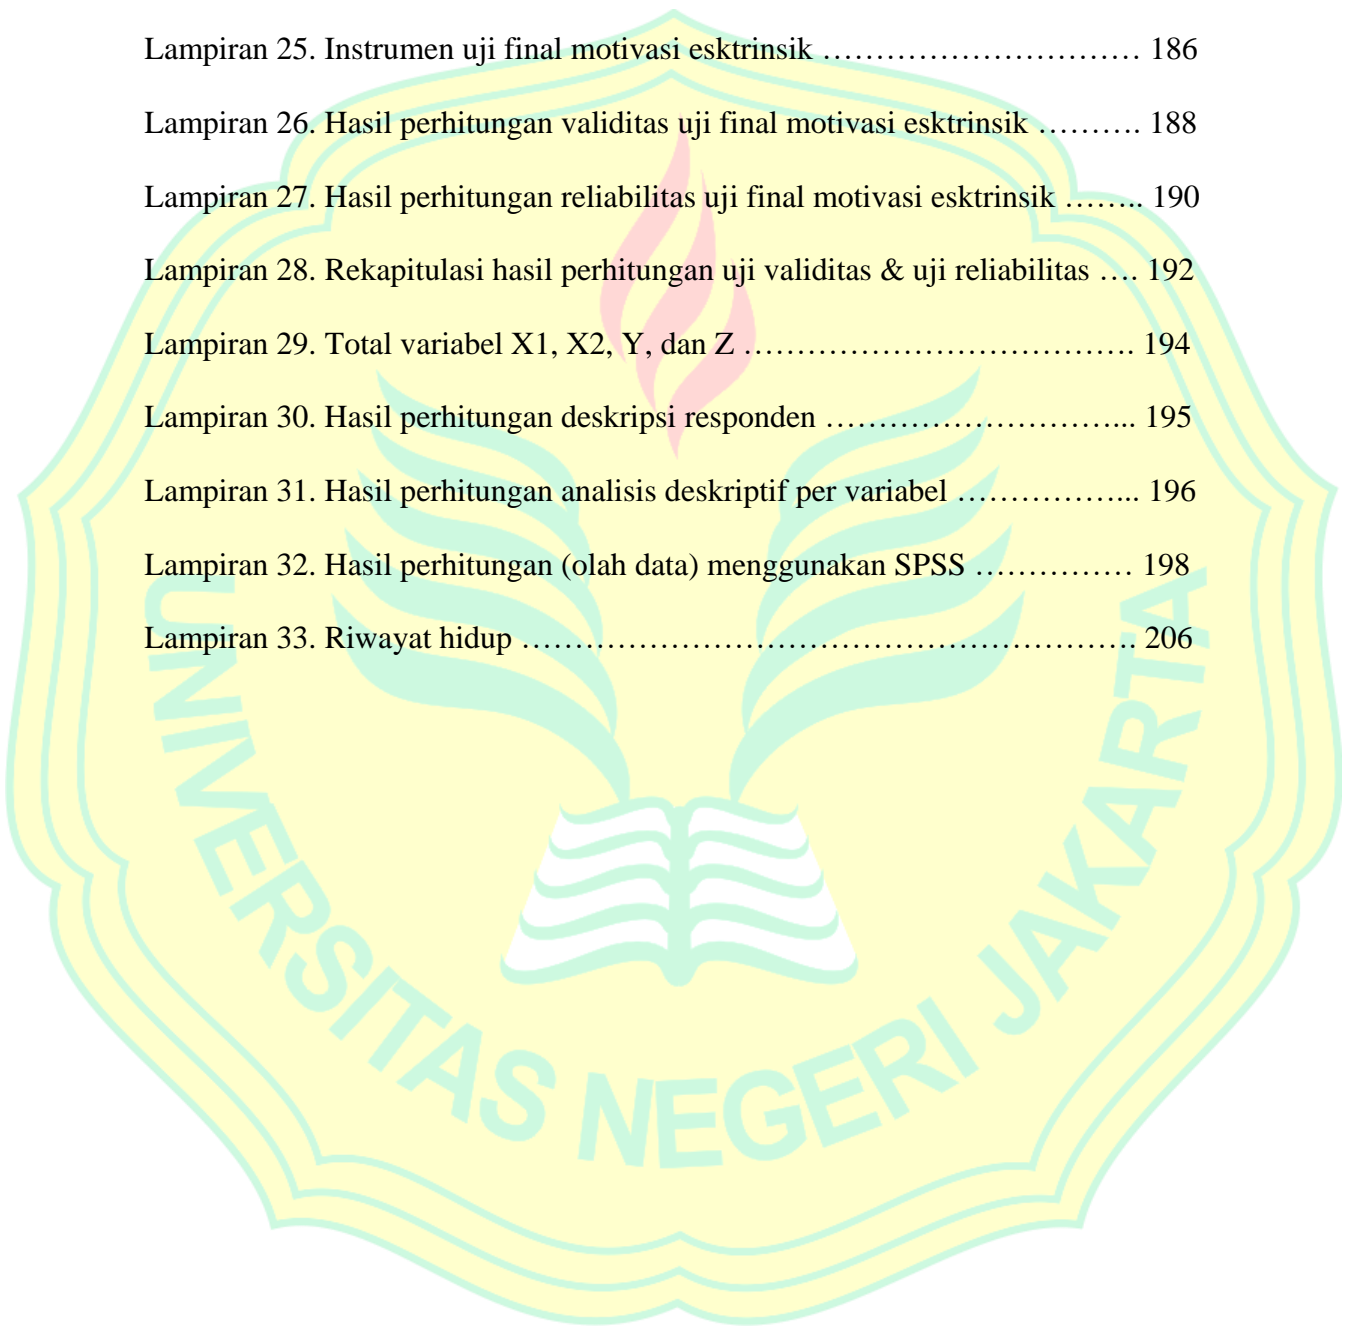 Lampiran 25. Instrumen uji final motivasi esktrinsik ………………………… 186
Lampiran 26. Hasil perhitungan validitas uji final motivasi esktrinsik ………. 188
Lampiran 27. Hasil perhitungan reliabilitas uji final motivasi esktrinsik …….. 190
Lampiran 28. Rekapitulasi hasil perhitungan uji validitas & uji reliabilitas …. 192
Lampiran 29. Total variabel X1, X2, Y, dan Z ………………………………. 194
Lampiran 30. Hasil perhitungan deskripsi responden ………………………... 195
Lampiran 31. Hasil perhitungan analisis deskriptif per variabel ……………... 196
Lampiran 32. Hasil perhitungan (olah data) menggunakan SPSS …………… 198
Lampiran 33. Riwayat hidup …………………………………………………. 206
UNIVERSITAS NEGERI JAKARTA